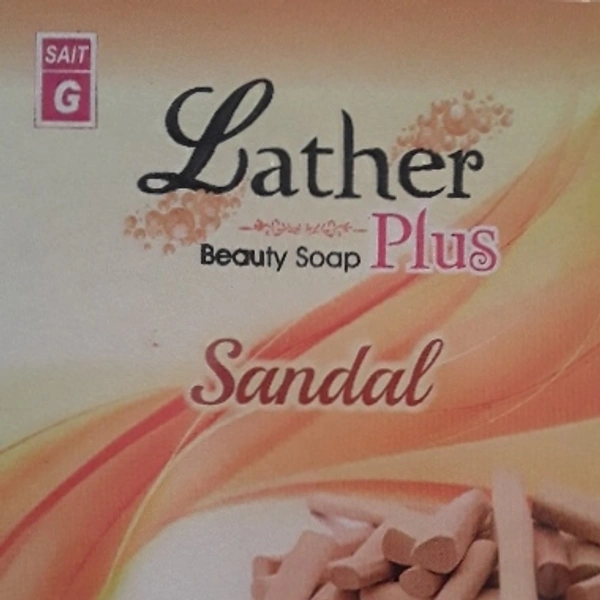 SAIT
G
Lather
Beauty Soap Plus
Sandal